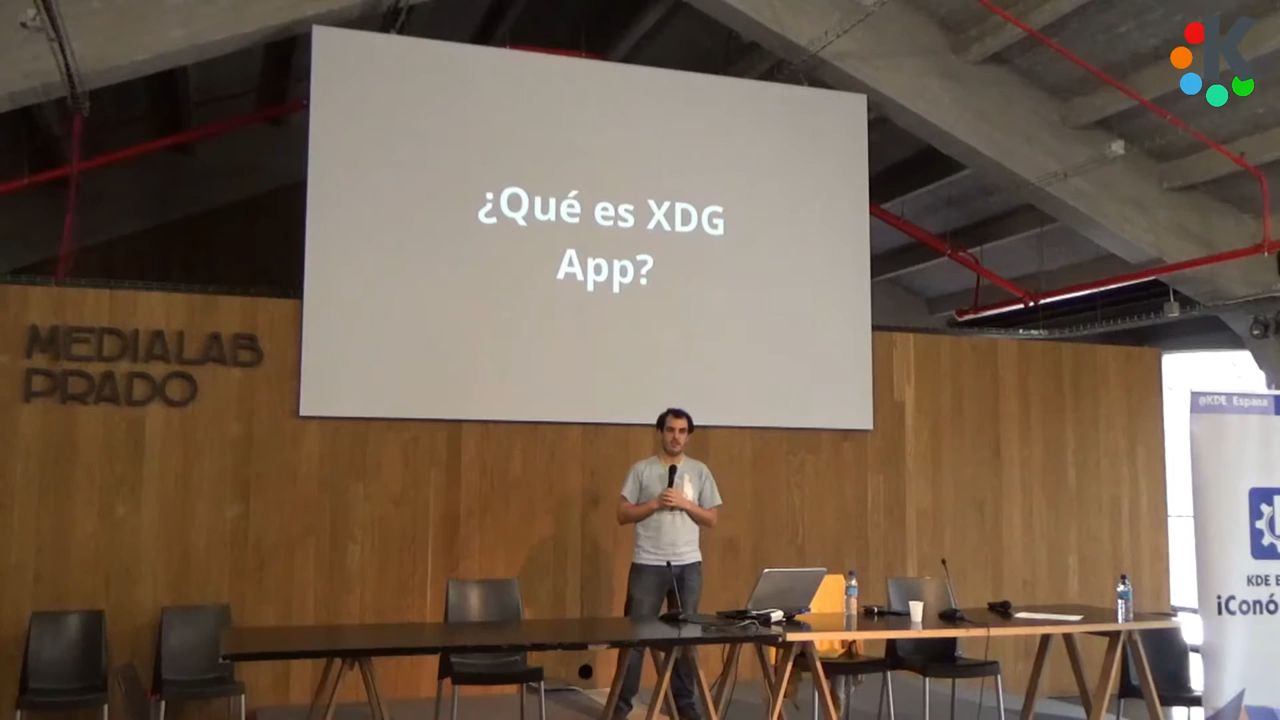 ¿Qué es XDG
App?
MEDIALAB
PRADO
@KDE_Espana
KDE E
¡Conó
K